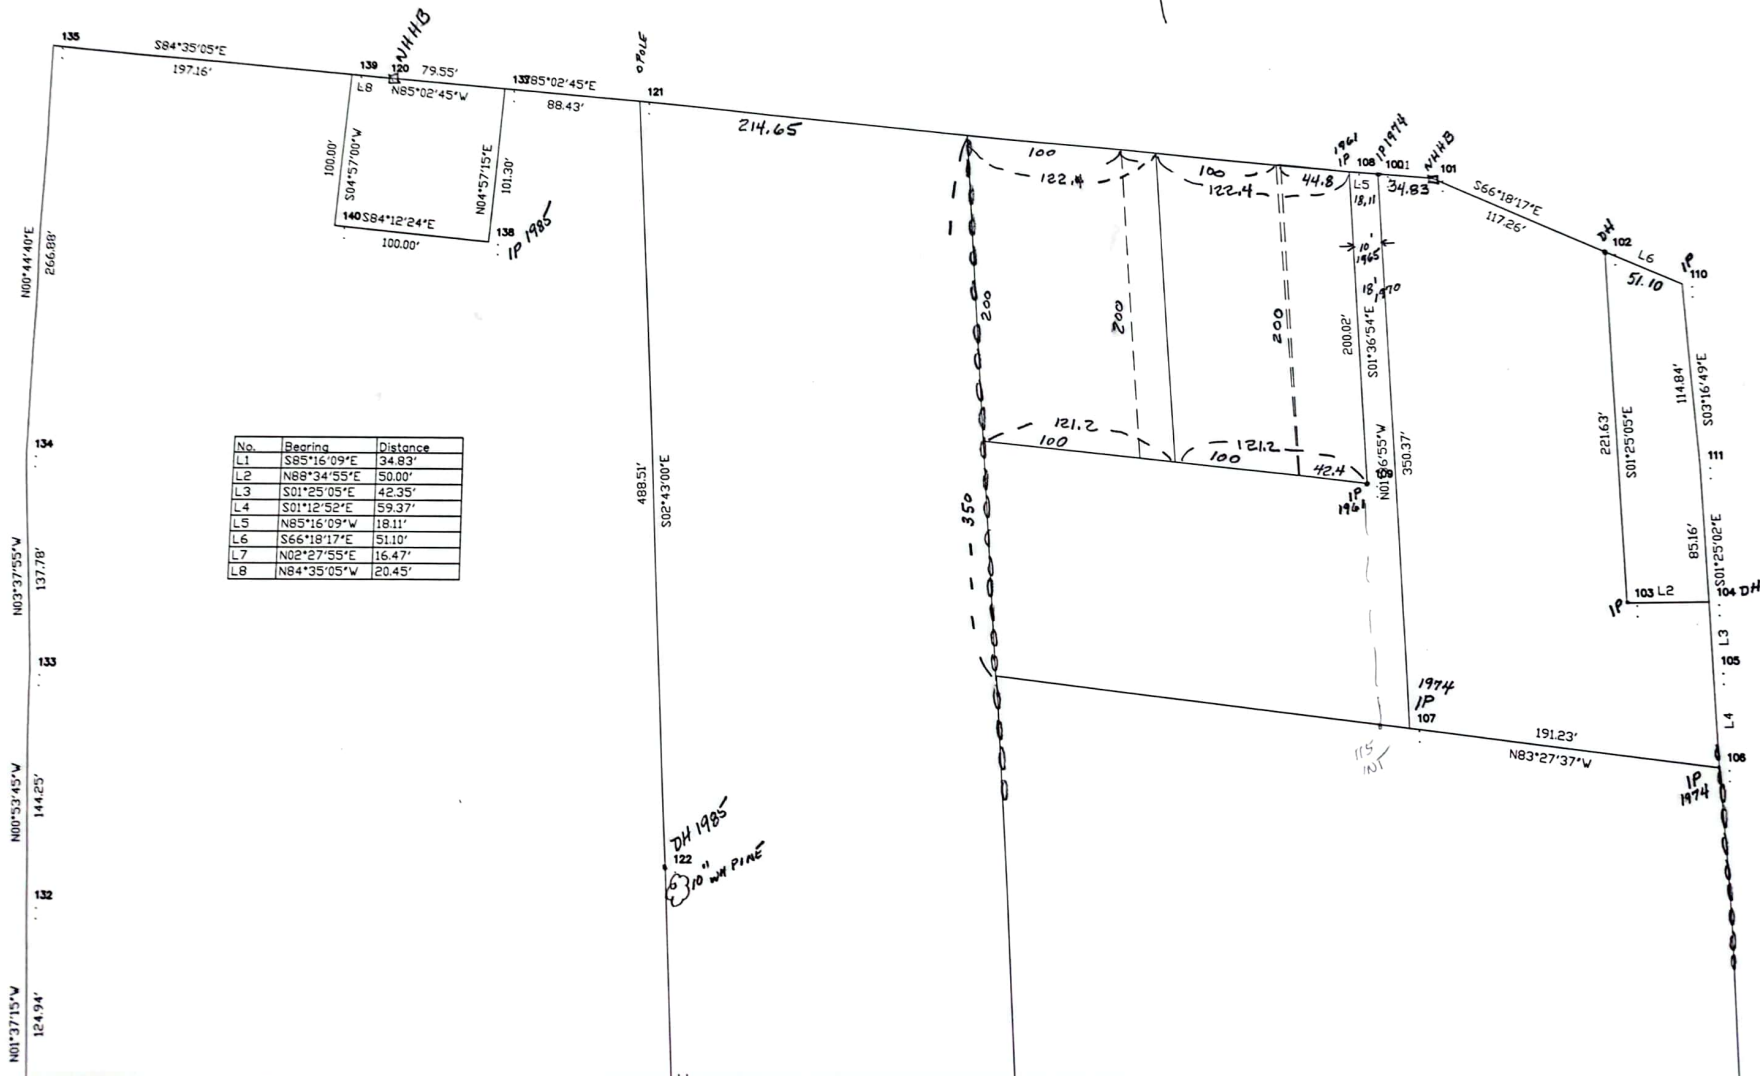 135
S84°35'05"E
197.16'
139
120
NHHB
79.55'
L8
N85°02'45"W
137
S85°02'45"E
88.43'
O POLE
121
214.65
100
122.4
100
122.4
44.8
1961
IP
108
IP 1974
1001
NHHB
101
L5
18.11
34.83
S66°18'17"E
117.26'
DH
102
L6
51.10
IP
110
100.00'
S04°57'00"W
N04°57'15"E
101.30'
140
S84°12'24"E
100.00'
138
IP 1985
N00°44'40"E
266.88'
200
200
200
10'
1965
18'
1970
200.02'
S01°36'54"E
350.37'
221.63'
S01°25'05"E
114.84'
S03°16'49"E
111
85.16'
S01°25'02"E
134
No. Bearing Distance
L1 S85°16'09"E 34.83'
L2 N88°34'55"E 50.00'
L3 S01°25'05"E 42.35'
L4 S01°12'52"E 59.37'
L5 N85°16'09"W 18.11'
L6 S66°18'17"E 51.10'
L7 N02°27'55"E 16.47'
L8 N84°35'05"W 20.45'
488.51'
S02°43'00"E
121.2
100
121.2
100
42.4
109
IP
1961
350
N03°37'55"W
137.78'
IP
103
L2
104
DH
L3
105
133
1974
IP
107
191.23'
N83°27'37"W
L4
106
IP
1974
115
INT
N00°53'45"W
144.25'
132
DH 1985
122
10" WH PINE
N01°37'15"W
124.94'